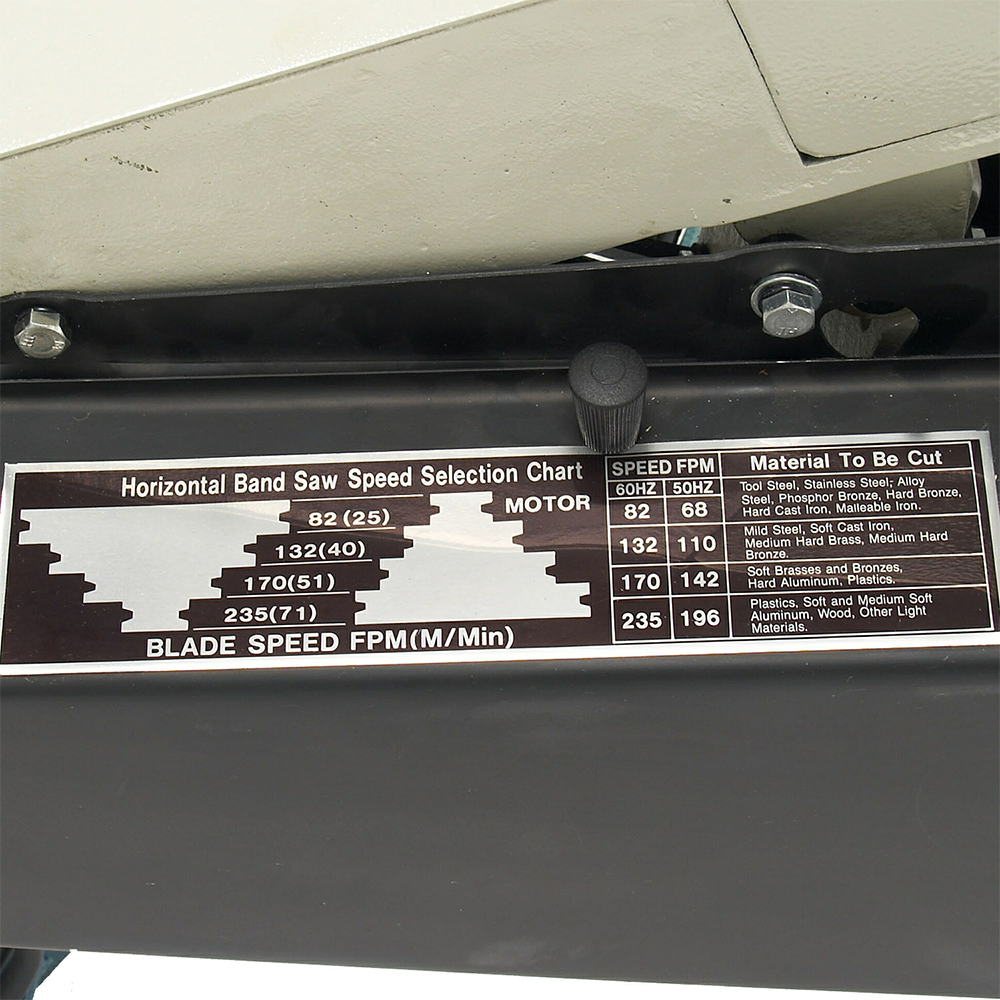 Horizontal Band Saw Speed Selection Chart
MOTOR
82 (25)
132(40)
170(51)
235(71)
BLADE SPEED FPM(M/Min)
SPEED FPM Material To Be Cut
60HZ 50HZ
82 68
Tool Steel, Stainless Steel; Alloy
Steel, Phosphor Bronze, Hard Bronze,
Hard Cast Iron, Malleable Iron.
132 110
Mild Steel, Soft Cast Iron,
Medium Hard Brass, Medium Hard
Bronze.
170 142
Soft Brasses and Bronzes,
Hard Aluminum, Plastics.
235 196
Plastics, Soft and Medium Soft
Aluminum, Wood, Other Light
Materials.